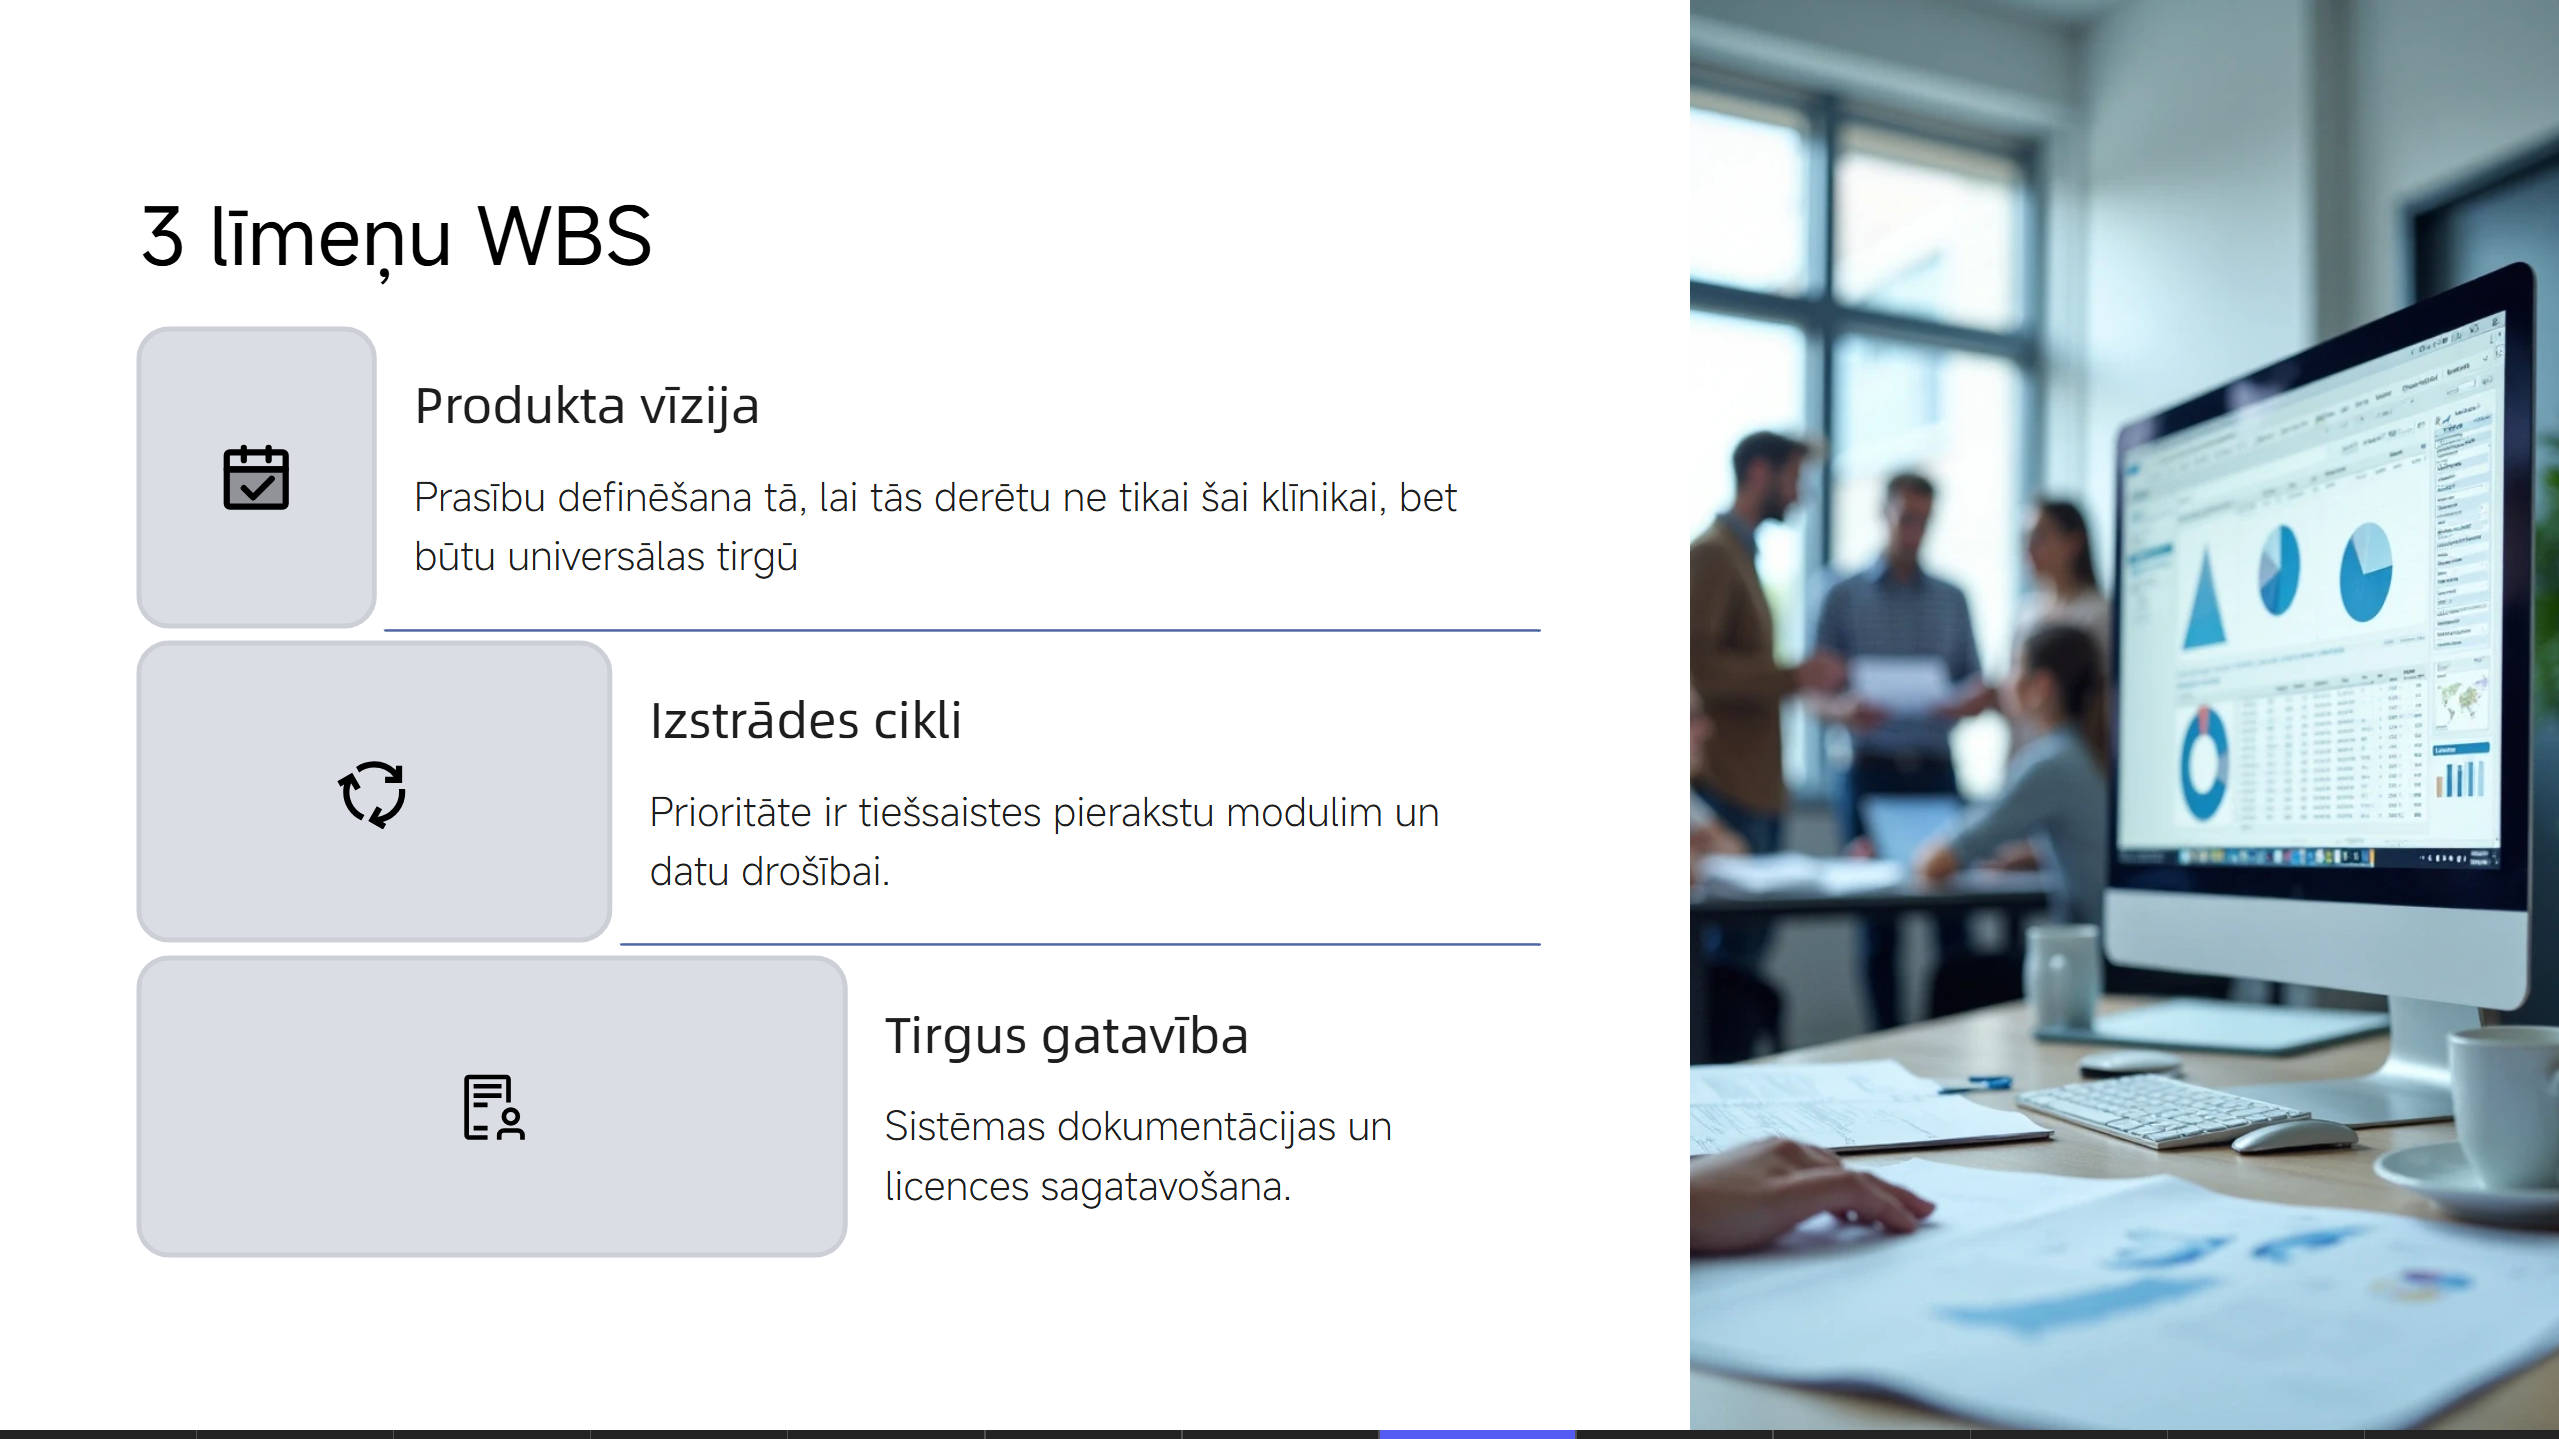 3 līmeņu WBS
Produkta vīzija
Prasību definēšana tā, lai tās derētu ne tikai šai klīnikai, bet
būtu universālas tirgū
Izstrādes cikli
Prioritāte ir tiešsaistes pierakstu modulim un
datu drošībai.
Tirgus gatavība
Sistēmas dokumentācijas un
licences sagatavošana.